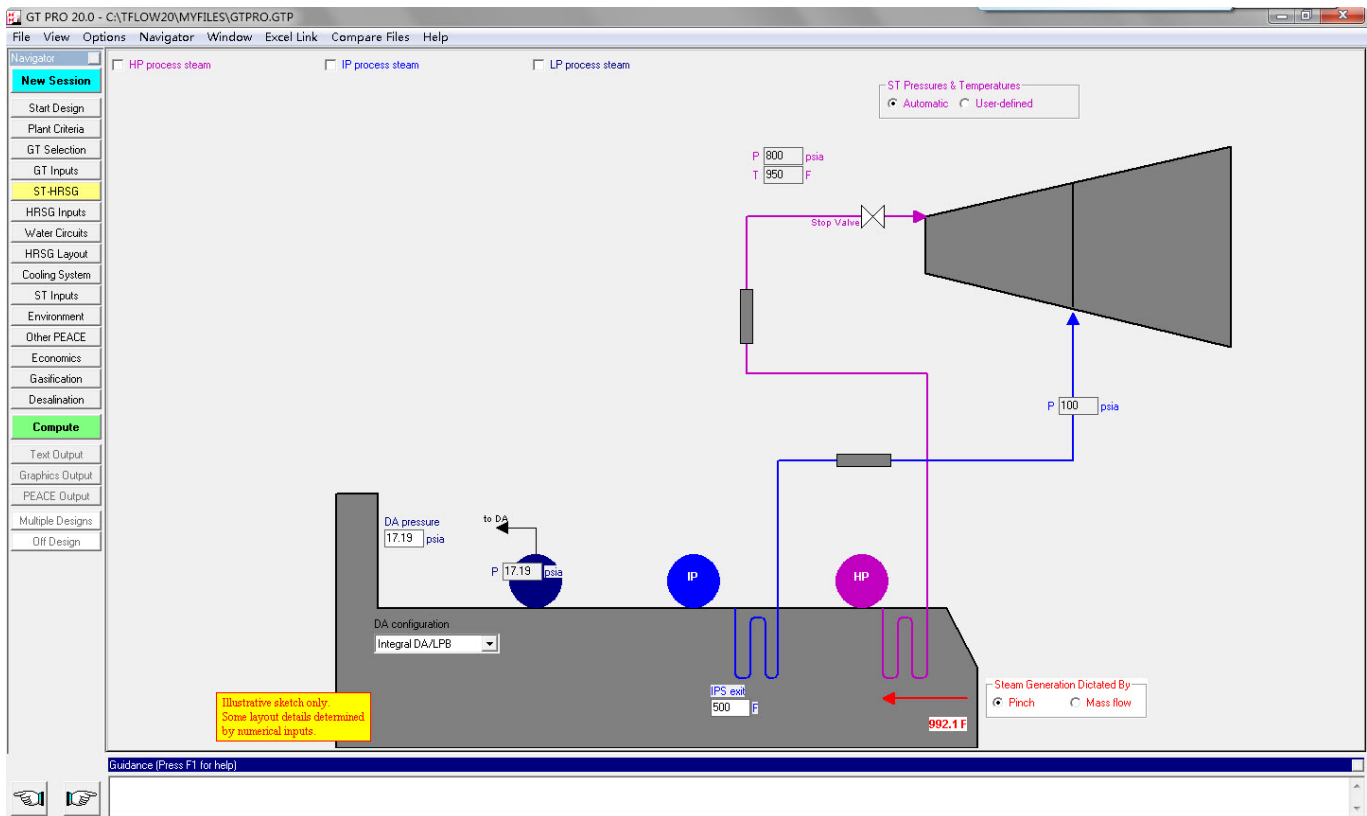 GT PRO 20.0 - C:\TFLOW20\MYFILES\GTPRO.GTP
File View Options Navigator Window Excel Link Compare Files Help
Navigator
New Session
Start Design
Plant Criteria
GT Selection
GT Inputs
ST-HRSG
HRSG Inputs
Water Circuits
HRSG Layout
Cooling System
ST Inputs
Environment
Other PEACE
Economics
Gasification
Desalination
Compute
Text Output
Graphics Output
PEACE Output
Multiple Designs
Off Design
HP process steam
IP process steam
LP process steam
ST Pressures & Temperatures
Automatic
User-defined
P 800 psia
T 950 F
Stop Valve
P 100 psia
DA pressure
17.19 psia
to DA
P 17.19 psia
IP
HP
DA configuration
Integral DA/LPB
IPS exit
500 F
Steam Generation Dictated By
Pinch
Mass flow
992.1 F
Illustrative sketch only.
Some layout details determined
by numerical inputs.
Guidance (Press F1 for help)